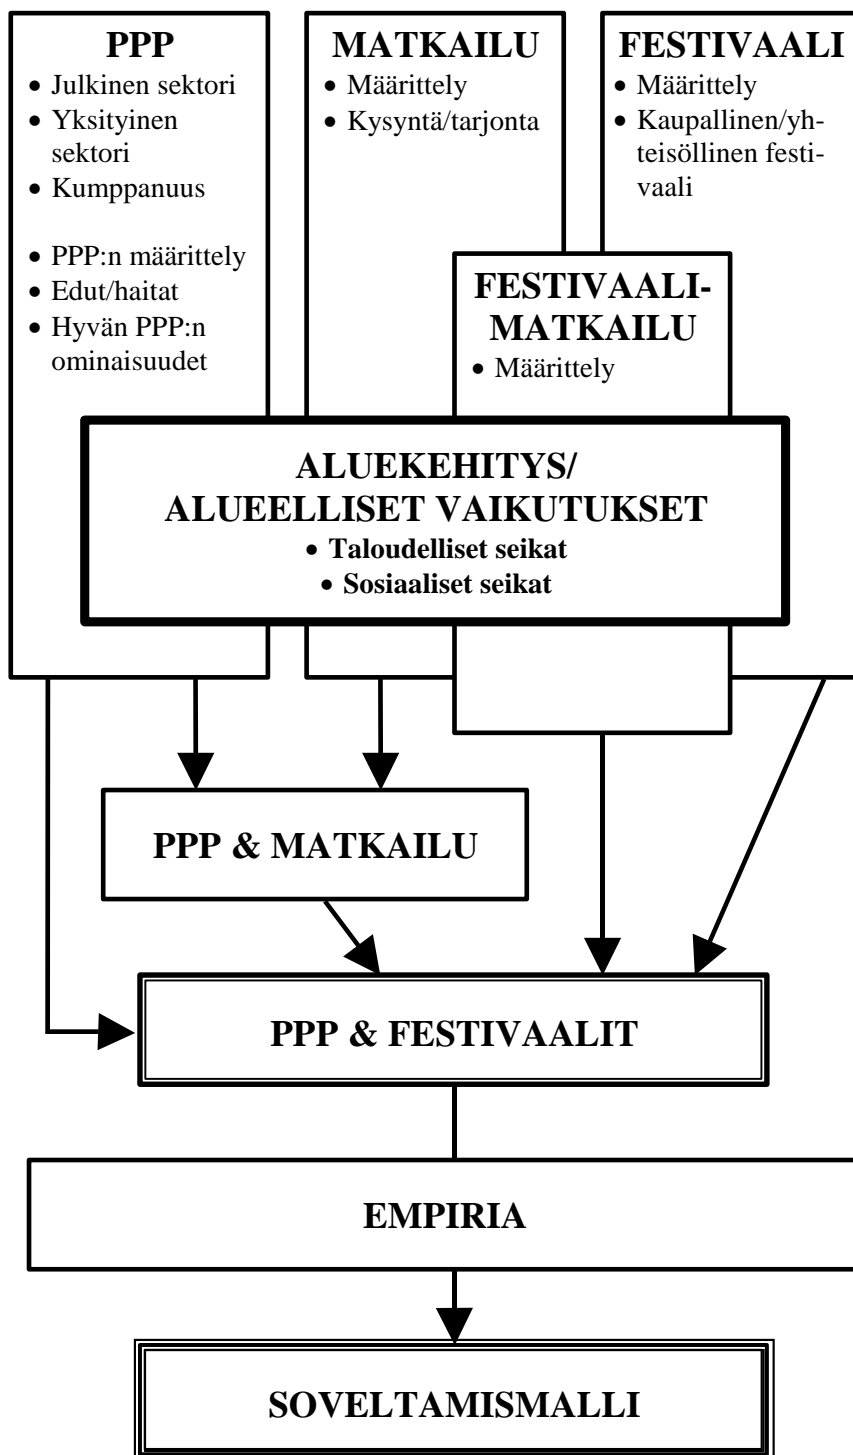 PPP
• Julkinen sektori
• Yksityinen
sektori
• Kumppanuus
• PPP:n määrittely
• Edut/haitat
• Hyvän PPP:n
ominaisuudet
MATKAILU
• Määrittely
• Kysyntä/tarjonta
FESTIVAALI
• Määrittely
• Kaupallinen/yh-
teisöllinen festi-
vaali
FESTIVAALI-
MATKAILU
• Määrittely
ALUEKEHITYS/
ALUEELLISET VAIKUTUKSET
• Taloudelliset seikat
• Sosiaaliset seikat
PPP & MATKAILU
PPP & FESTIVAALIT
EMPIRIA
SOVELTAMISMALLI